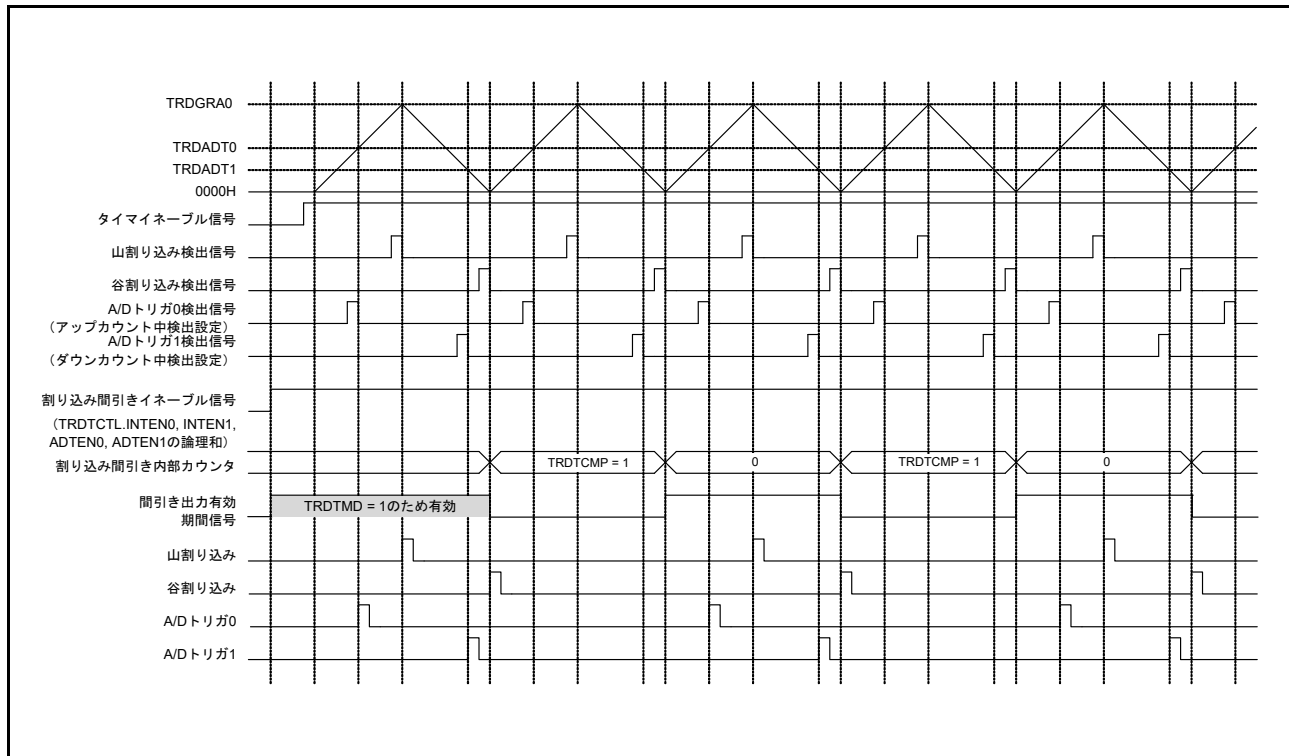 TRDGRA0
TRDADT0
TRDADT1
0000H
タイマイネーブル信号
山割り込み検出信号
谷割り込み検出信号
A/Dトリガ0検出信号
（アップカウント中検出設定）
A/Dトリガ1検出信号
（ダウンカウント中検出設定）
割り込み間引きイネーブル信号
（TRDTCTL.INTEN0, INTEN1,
ADTEN0, ADTEN1の論理和）
割り込み間引き内部カウンタ
TRDTCMP = 1
0
TRDTCMP = 1
0
間引き出力有効
期間信号
TRDTMD = 1のため有効
山割り込み
谷割り込み
A/Dトリガ0
A/Dトリガ1